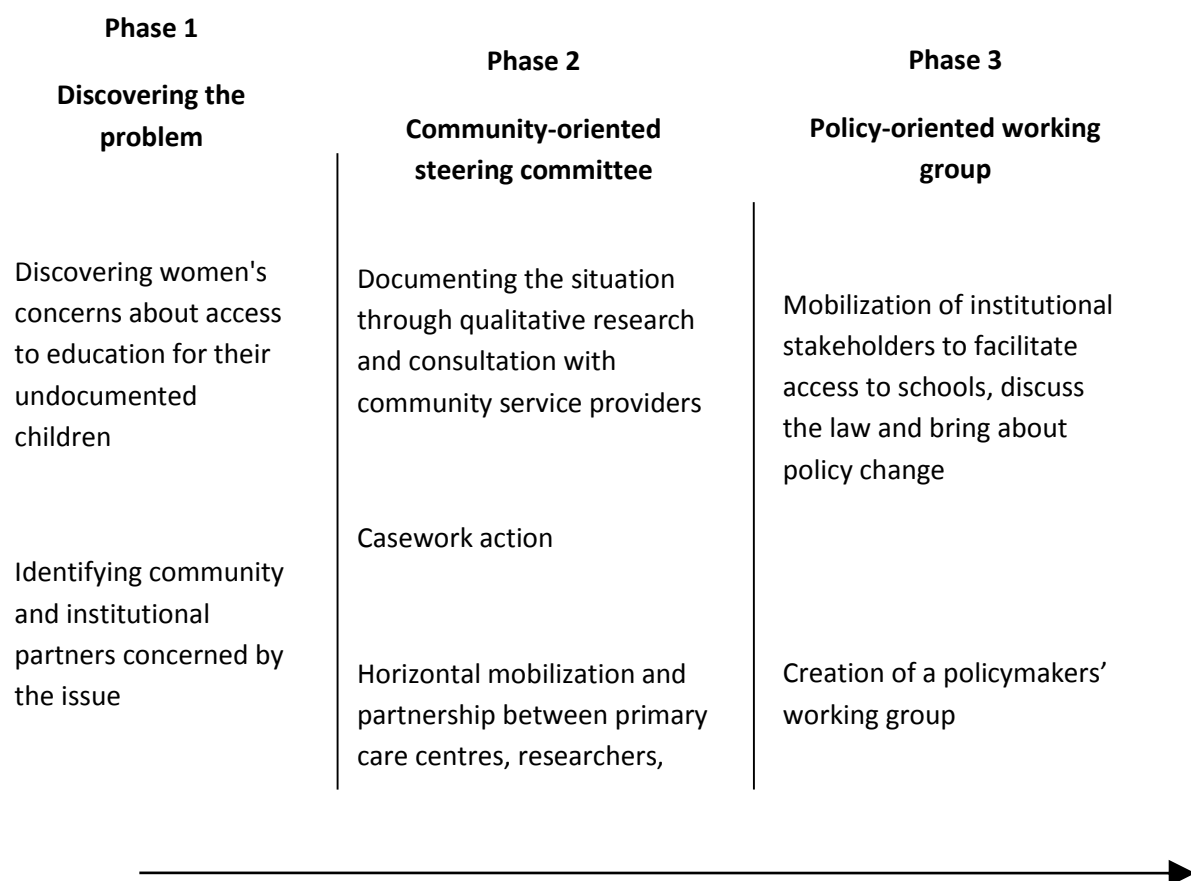 Phase 1
Discovering the
problem
Discovering women's
concerns about access
to education for their
undocumented
children
Identifying community
and institutional
partners concerned by
the issue
Phase 2
Community-oriented
steering committee
Documenting the situation
through qualitative research
and consultation with
community service providers
Casework action
Horizontal mobilization and
partnership between primary
care centres, researchers,
Phase 3
Policy-oriented working
group
Mobilization of institutional
stakeholders to facilitate
access to schools, discuss
the law and bring about
policy change
Creation of a policymakers’
working group